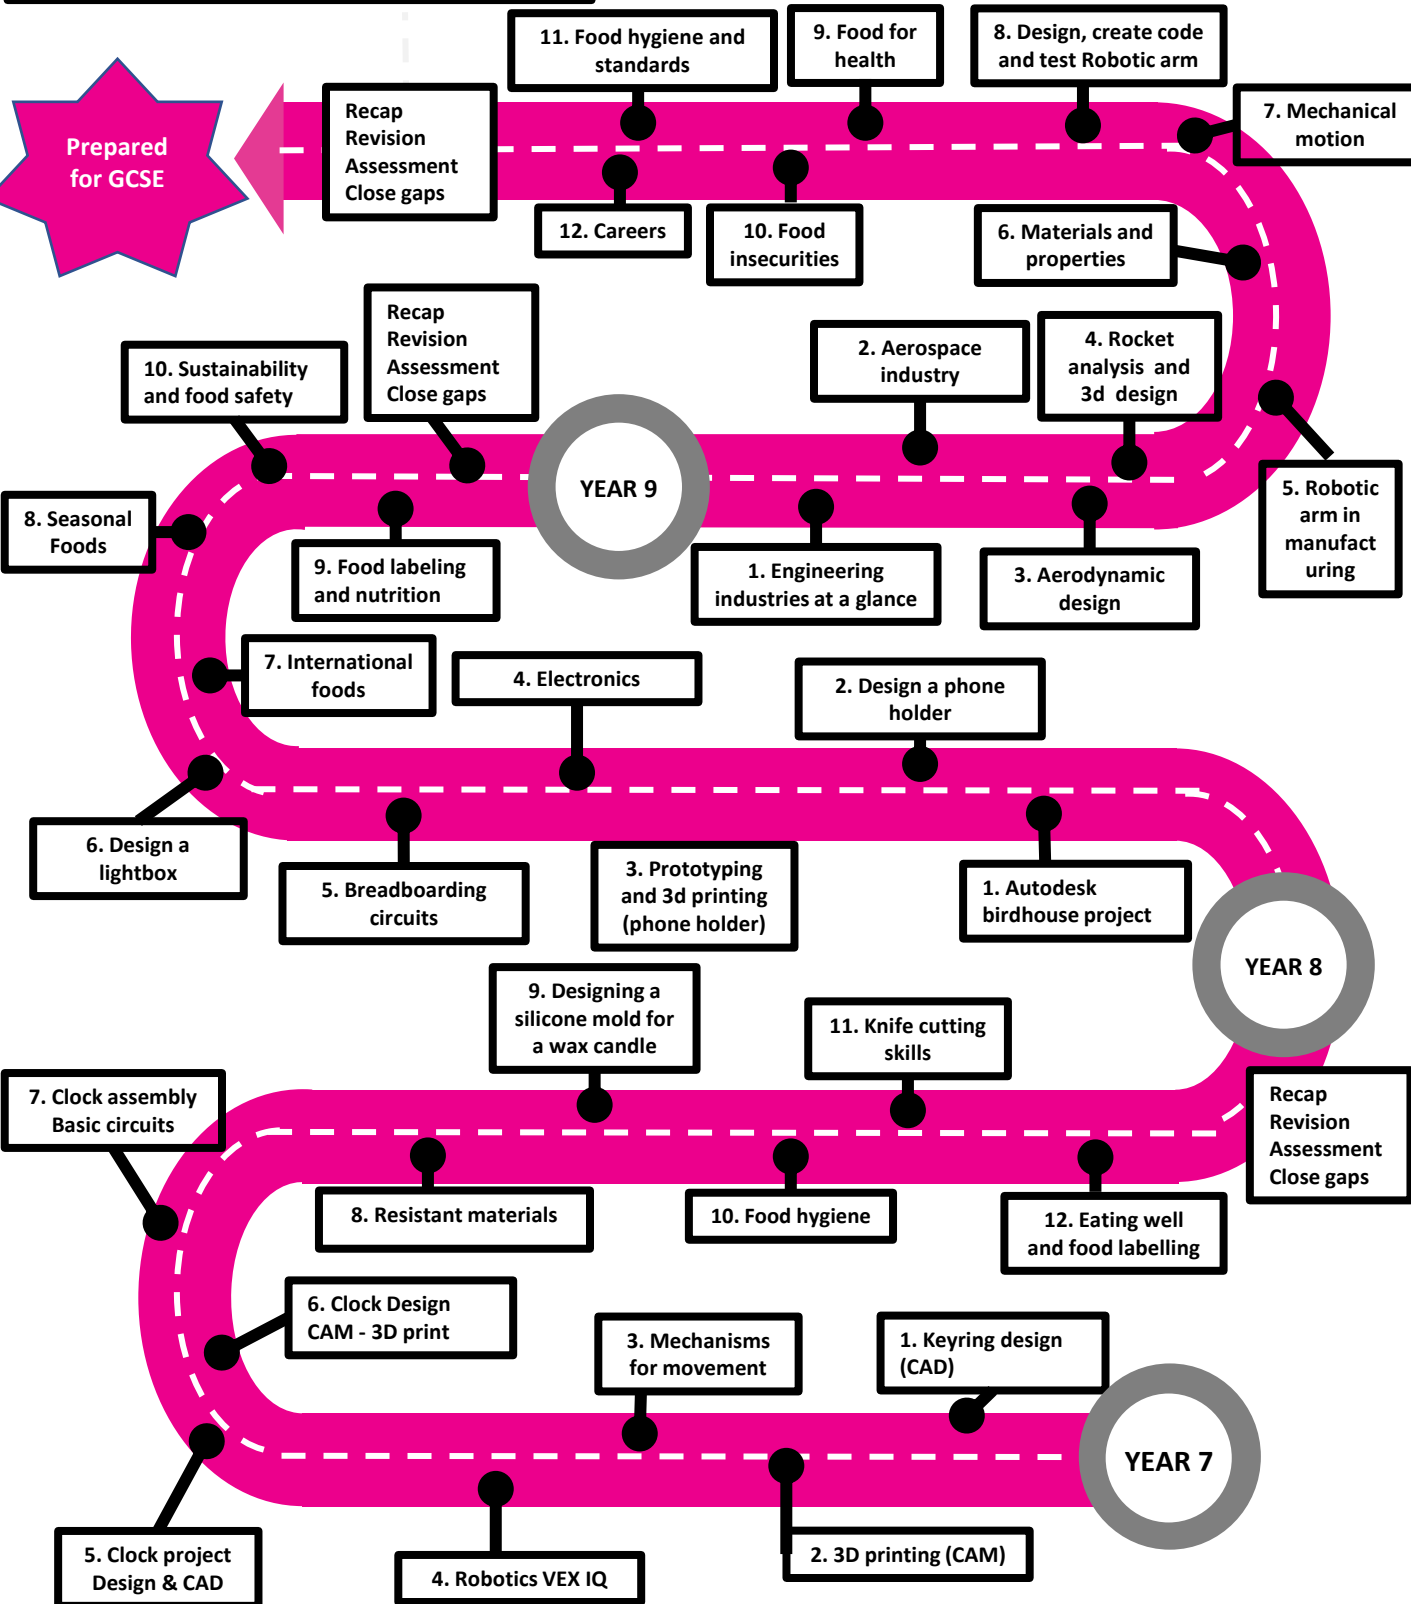 11. Food hygiene and
standards
9. Food for
health
8. Design, create code
and test Robotic arm
7. Mechanical
motion
Prepared
for GCSE
Recap
Revision
Assessment
Close gaps
12. Careers
10. Food
insecurities
6. Materials and
properties
Recap
Revision
Assessment
Close gaps
10. Sustainability
and food safety
2. Aerospace
industry
4. Rocket
analysis and
3d design
YEAR 9
8. Seasonal
Foods
9. Food labeling
and nutrition
1. Engineering
industries at a glance
3. Aerodynamic
design
5. Robotic
arm in
manufact
uring
7. International
foods
4. Electronics
2. Design a phone
holder
6. Design a
lightbox
5. Breadboarding
circuits
3. Prototyping
and 3d printing
(phone holder)
1. Autodesk
birdhouse project
YEAR 8
9. Designing a
silicone mold for
a wax candle
11. Knife cutting
skills
7. Clock assembly
Basic circuits
Recap
Revision
Assessment
Close gaps
8. Resistant materials
10. Food hygiene
12. Eating well
and food labelling
6. Clock Design
CAM - 3D print
3. Mechanisms
for movement
1. Keyring design
(CAD)
YEAR 7
5. Clock project
Design & CAD
4. Robotics VEX IQ
2. 3D printing (CAM)